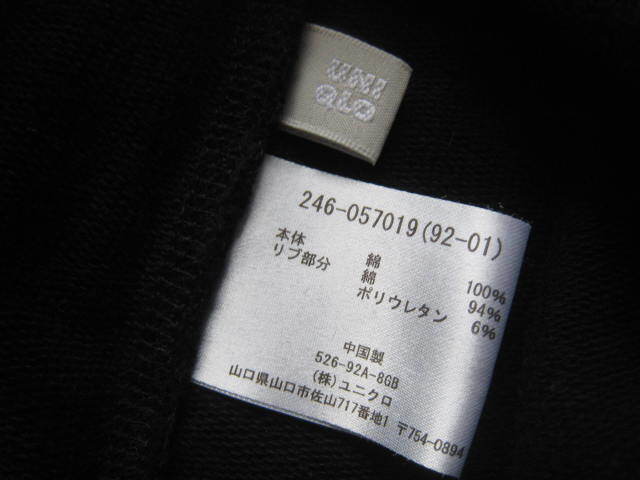 UNI
QLO
246-057019(92-01)
本体 綿 100%
リブ部分 綿 94%
ポリウレタン 6%
中国製
526-92A-8GB
(株)ユニクロ
山口県山口市佐山717番地1 〒754-0894